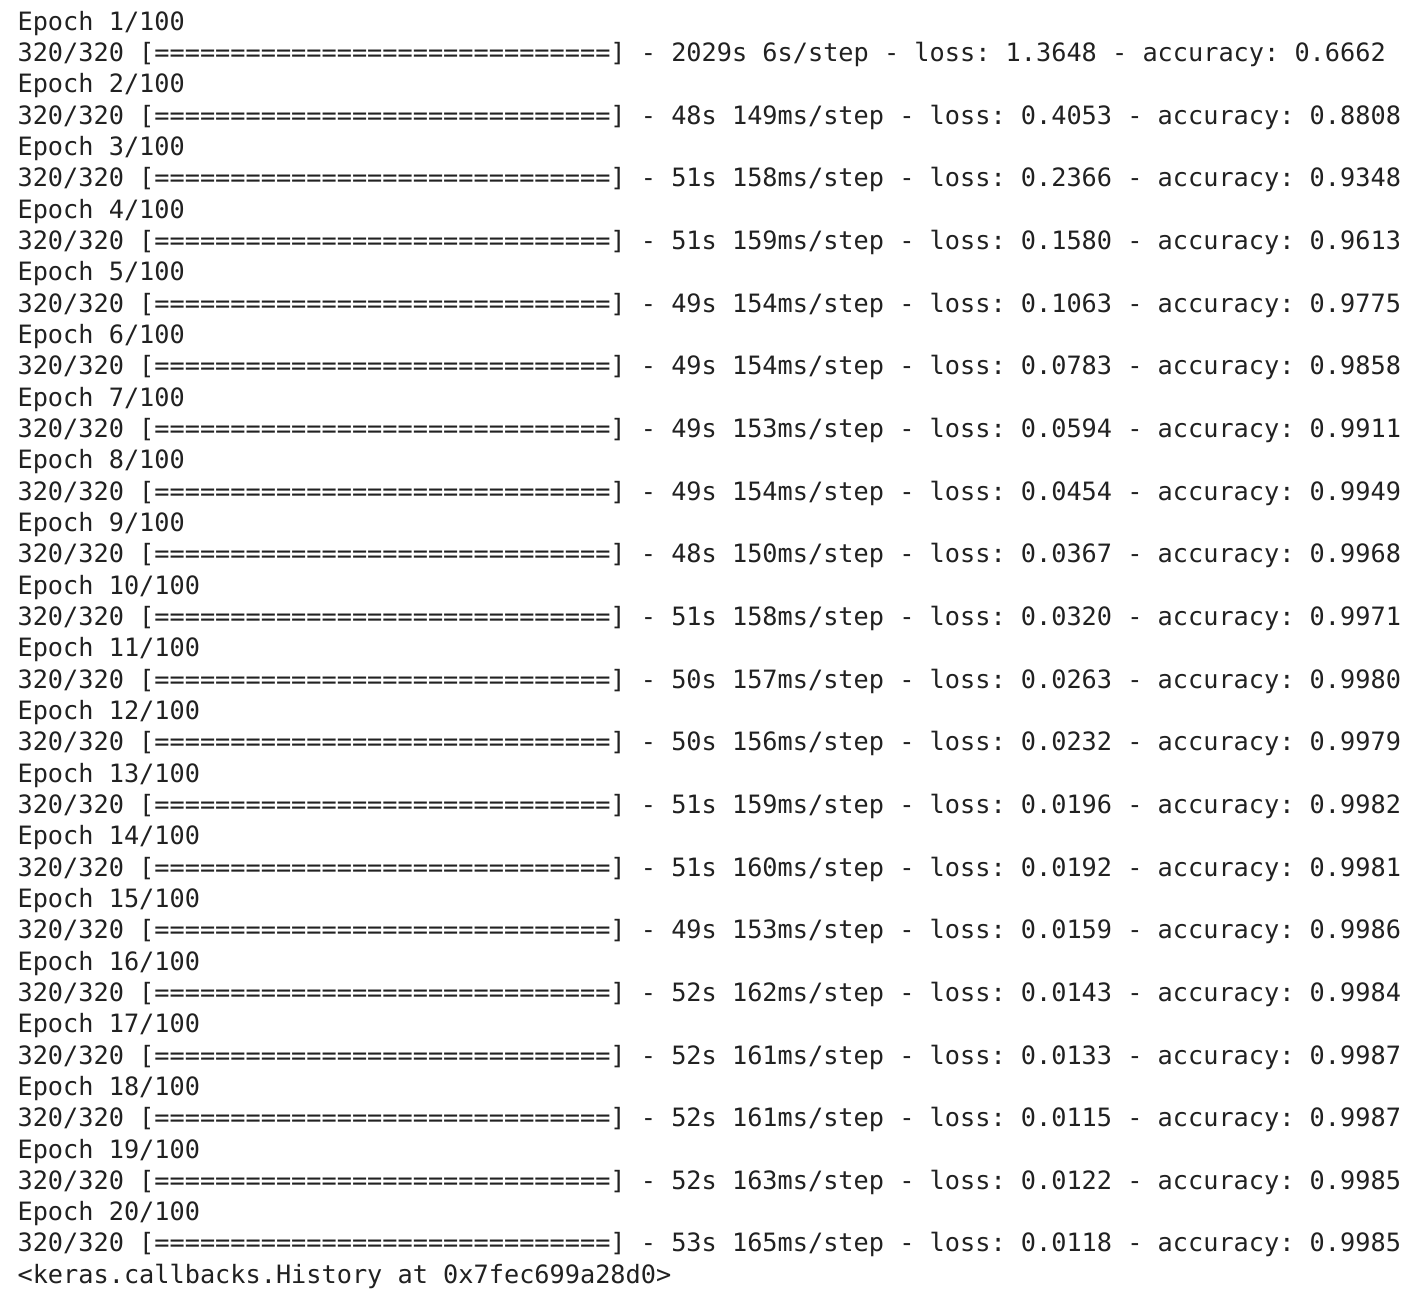 Epoch 1/100
320/320 [==============================] - 2029s 6s/step - loss: 1.3648 - accuracy: 0.6662
Epoch 2/100
320/320 [==============================] - 48s 149ms/step - loss: 0.4053 - accuracy: 0.8808
Epoch 3/100
320/320 [==============================] - 51s 158ms/step - loss: 0.2366 - accuracy: 0.9348
Epoch 4/100
320/320 [==============================] - 51s 159ms/step - loss: 0.1580 - accuracy: 0.9613
Epoch 5/100
320/320 [==============================] - 49s 154ms/step - loss: 0.1063 - accuracy: 0.9775
Epoch 6/100
320/320 [==============================] - 49s 154ms/step - loss: 0.0783 - accuracy: 0.9858
Epoch 7/100
320/320 [==============================] - 49s 153ms/step - loss: 0.0594 - accuracy: 0.9911
Epoch 8/100
320/320 [==============================] - 49s 154ms/step - loss: 0.0454 - accuracy: 0.9949
Epoch 9/100
320/320 [==============================] - 48s 150ms/step - loss: 0.0367 - accuracy: 0.9968
Epoch 10/100
320/320 [==============================] - 51s 158ms/step - loss: 0.0320 - accuracy: 0.9971
Epoch 11/100
320/320 [==============================] - 50s 157ms/step - loss: 0.0263 - accuracy: 0.9980
Epoch 12/100
320/320 [==============================] - 50s 156ms/step - loss: 0.0232 - accuracy: 0.9979
Epoch 13/100
320/320 [==============================] - 51s 159ms/step - loss: 0.0196 - accuracy: 0.9982
Epoch 14/100
320/320 [==============================] - 51s 160ms/step - loss: 0.0192 - accuracy: 0.9981
Epoch 15/100
320/320 [==============================] - 49s 153ms/step - loss: 0.0159 - accuracy: 0.9986
Epoch 16/100
320/320 [==============================] - 52s 162ms/step - loss: 0.0143 - accuracy: 0.9984
Epoch 17/100
320/320 [==============================] - 52s 161ms/step - loss: 0.0133 - accuracy: 0.9987
Epoch 18/100
320/320 [==============================] - 52s 161ms/step - loss: 0.0115 - accuracy: 0.9987
Epoch 19/100
320/320 [==============================] - 52s 163ms/step - loss: 0.0122 - accuracy: 0.9985
Epoch 20/100
320/320 [==============================] - 53s 165ms/step - loss: 0.0118 - accuracy: 0.9985
<keras.callbacks.History at 0x7fec699a28d0>